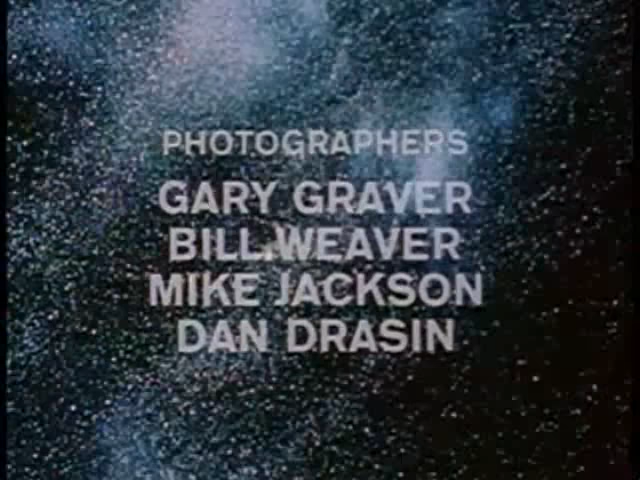 PHOTOGRAPHERS
GARY GRAVER
BILL WEAVER
MIKE JACKSON
DAN DRASIN